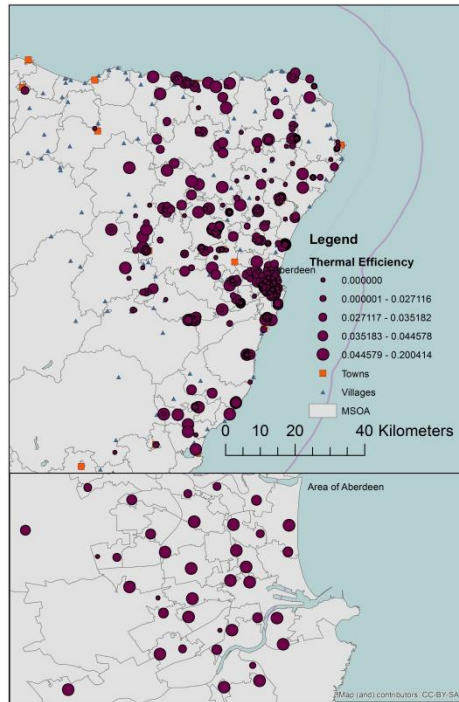 Legend
Thermal Efficiency
Aberdeen
0.000000
0.000001 - 0.027116
0.027117 - 0.035182
0.035183 - 0.044578
0.044579 - 0.200414
Towns
Villages
MSOA
0 10 20 40 Kilometers
Area of Aberdeen
Map (and) contributors CC-BY-SA